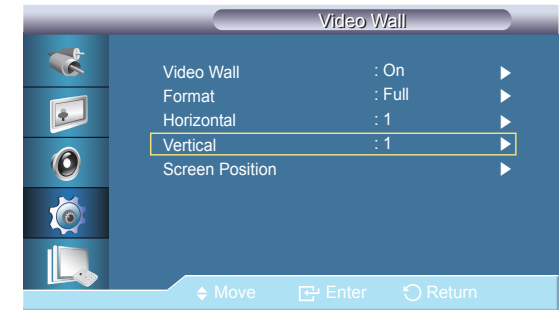 Video Wall
Video Wall : On
Format : Full
Horizontal : 1
Vertical : 1
Screen Position
Move Enter Return